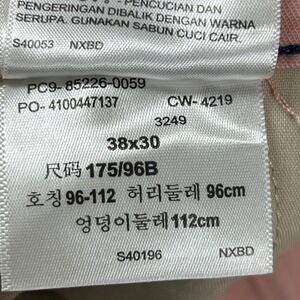 PENCUCIAN DAN
PENGERINGAN DIBALIK DENGAN WARNA
SERUPA. GUNAKAN SABUN CUCI CAIR.
S40053 NXBD
PC9- 85226-0059
PO- 4100447137 CW- 4219
3249
38x30
尺码 175/96B
호칭 96-112 허리둘레 96cm
엉덩이둘레 112cm
S40196 NXBD